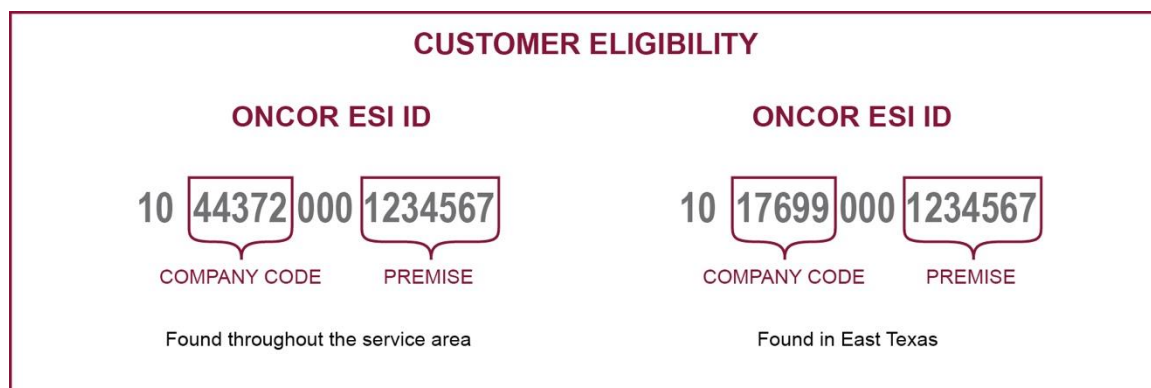 CUSTOMER ELIGIBILITY
ONCOR ESI ID
10 44372 000 1234567
COMPANY CODE PREMISE
Found throughout the service area
ONCOR ESI ID
10 17699 000 1234567
COMPANY CODE PREMISE
Found in East Texas